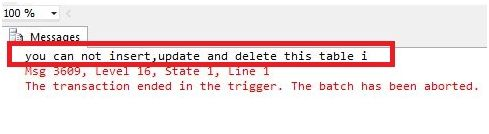 100 %
Messages
you can not insert,update and delete this table i
Msg 3609, Level 16, State 1, Line 1
The transaction ended in the trigger. The batch has been aborted.